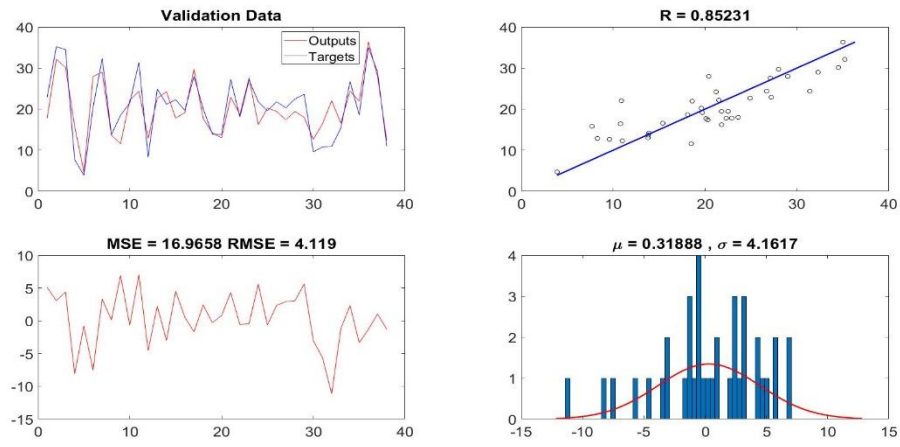 Validation Data
40
30
20
10
0
0 10 20 30 40
Outputs
Targets
R = 0.85231
40
30
20
10
0
0 10 20 30 40
MSE = 16.9658 RMSE = 4.119
10
5
0
-5
-10
-15
0 10 20 30 40
μ = 0.31888 , σ = 4.1617
4
3
2
1
0
-15 -10 -5 0 5 10 15